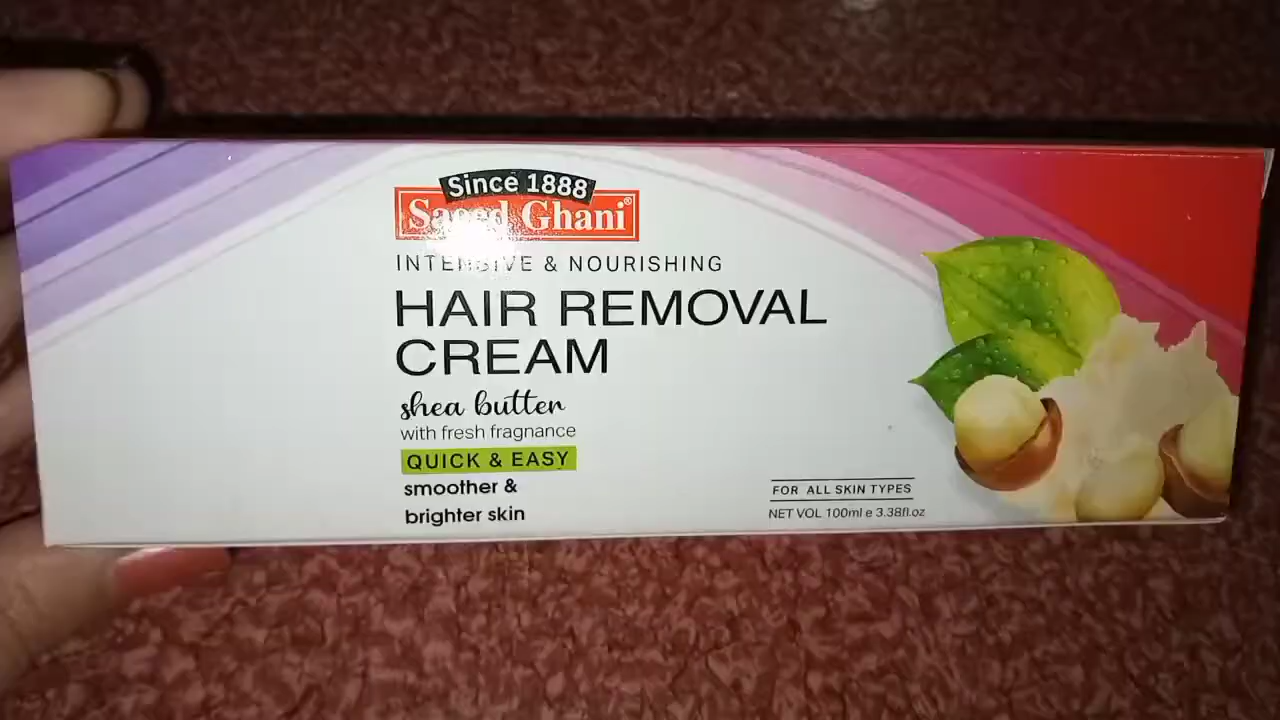 Since 1888
Saeed Ghani®
INTENSIVE & NOURISHING
HAIR REMOVAL
CREAM
shea butter
with fresh fragnance
QUICK & EASY
smoother &
brighter skin
FOR ALL SKIN TYPES
NET VOL 100ml e 3.38fl.oz